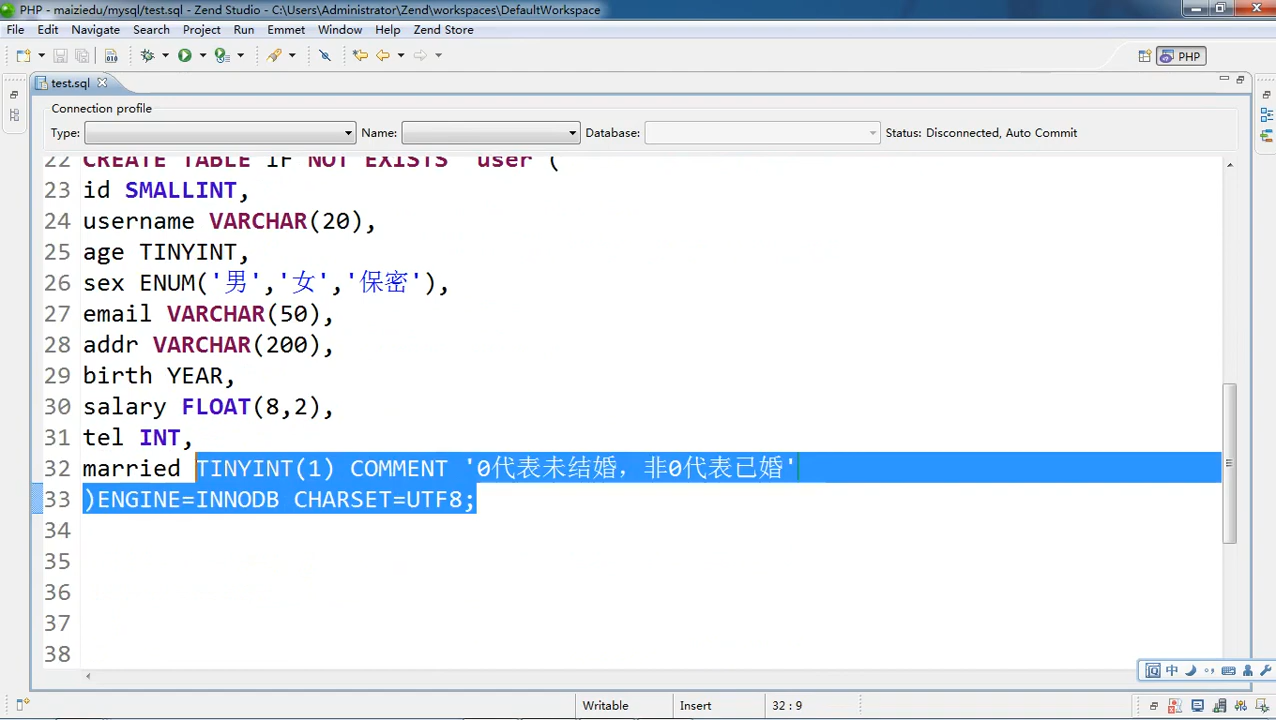 PHP - maiziedu/mysql/test.sql - Zend Studio - C:\Users\Administrator\Zend\workspaces\DefaultWorkspace
File Edit Navigate Search Project Run Emmet Window Help Zend Store
PHP
test.sql
Connection profile
Type: Name: Database: Status: Disconnected, Auto Commit
22 CREATE TABLE IF NOT EXISTS `user`(
23 id SMALLINT,
24 username VARCHAR(20),
25 age TINYINT,
26 sex ENUM('男','女','保密'),
27 email VARCHAR(50),
28 addr VARCHAR(200),
29 birth YEAR,
30 salary FLOAT(8,2),
31 tel INT,
32 married TINYINT(1) COMMENT '0代表未结婚，非0代表已婚'
33 )ENGINE=INNODB CHARSET=UTF8;
34
35
36
37
38
中
Writable Insert 32 : 9